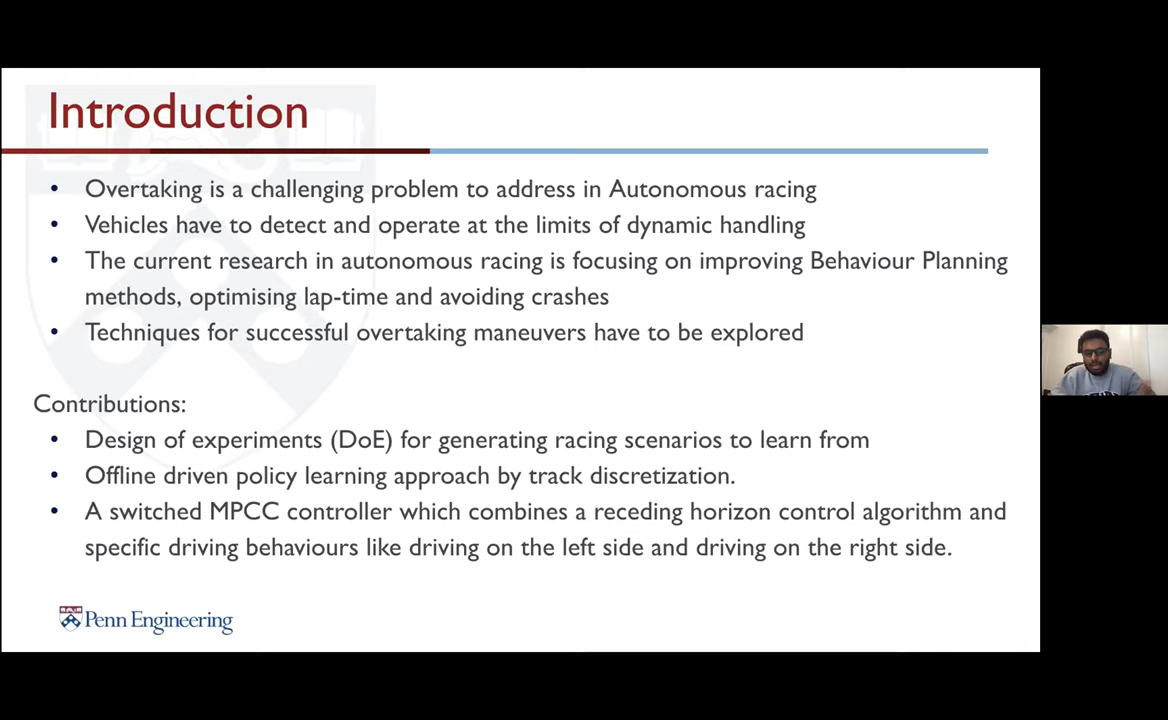 Introduction
• Overtaking is a challenging problem to address in Autonomous racing
• Vehicles have to detect and operate at the limits of dynamic handling
• The current research in autonomous racing is focusing on improving Behaviour Planning
methods, optimising lap-time and avoiding crashes
• Techniques for successful overtaking maneuvers have to be explored
Contributions:
• Design of experiments (DoE) for generating racing scenarios to learn from
• Offline driven policy learning approach by track discretization.
• A switched MPCC controller which combines a receding horizon control algorithm and
specific driving behaviours like driving on the left side and driving on the right side.
Penn Engineering